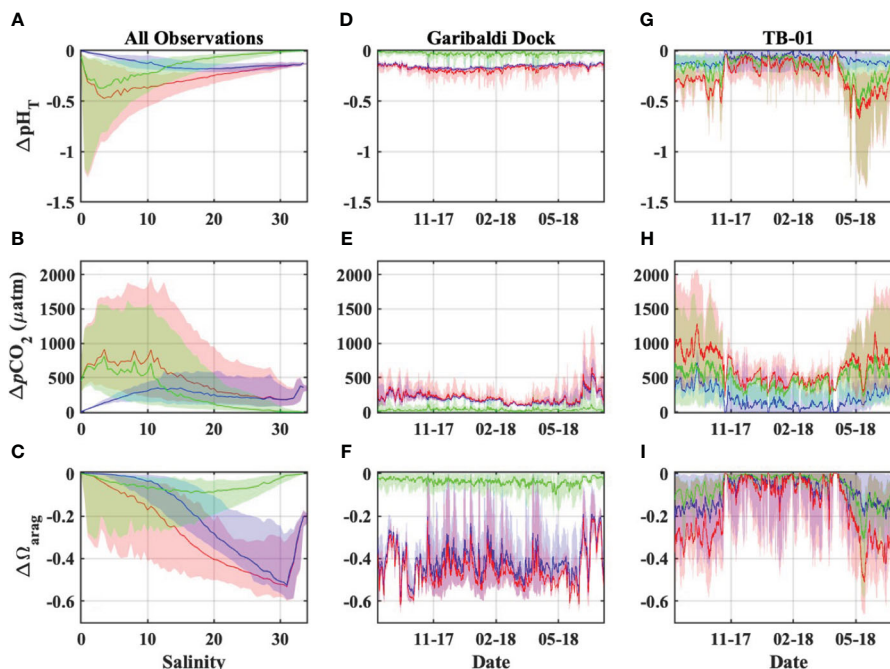 A
All Observations
D
Garibaldi Dock
G
TB-01
ΔpH_T
0
-0.5
-1
-1.5
0 10 20 30
0
-0.5
-1
-1.5
11-17 02-18 05-18
0
-0.5
-1
-1.5
11-17 02-18 05-18
B
E
H
ΔpCO₂ (μatm)
2000
1500
1000
500
0
0 10 20 30
2000
1500
1000
500
0
11-17 02-18 05-18
2000
1500
1000
500
0
11-17 02-18 05-18
C
F
I
ΔΩ_arag
0
-0.2
-0.4
-0.6
0 10 20 30
Salinity
0
-0.2
-0.4
-0.6
11-17 02-18 05-18
Date
0
-0.2
-0.4
-0.6
11-17 02-18 05-18
Date